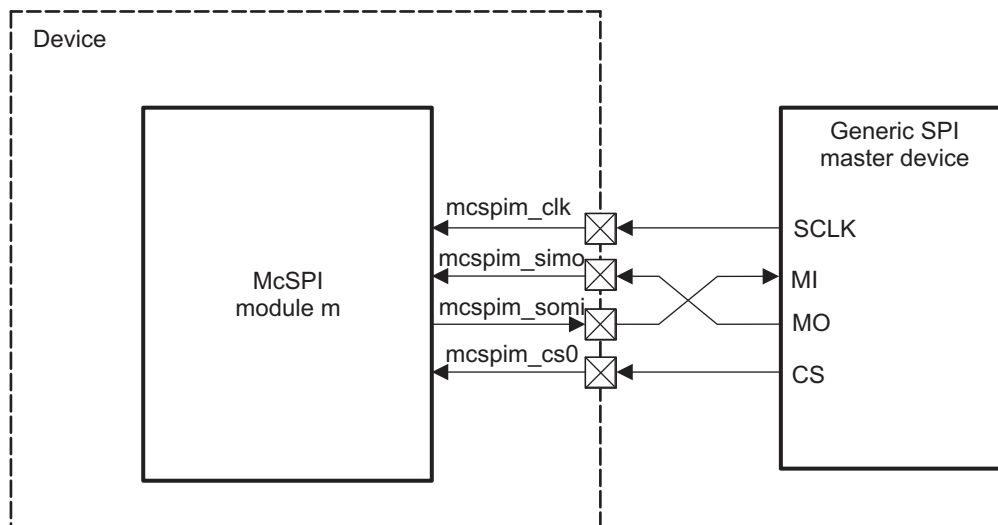 Device
Generic SPI
master device
mcspim_clk
SCLK
mcspim_simo
MI
McSPI
module m
mcspim_somi
MO
mcspim_cs0
CS